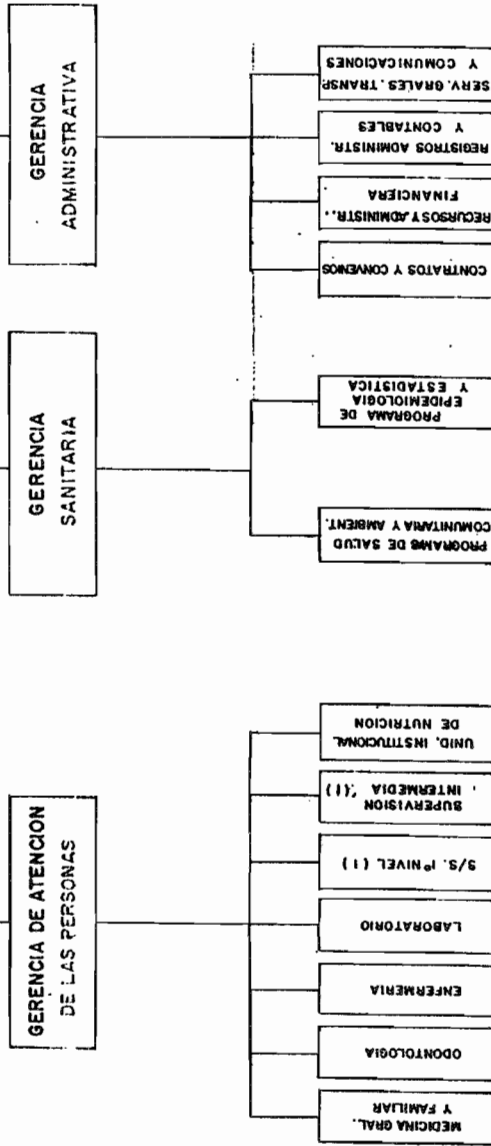 GERENCIA DE ATENCION
DE LAS PERSONAS
GERENCIA
SANITARIA
GERENCIA
ADMINISTRATIVA
MEDICINA GRAL.
Y FAMILIAR
ODONTOLOGIA
ENFERMERIA
LABORATORIO
S/S. 1º NIVEL (1)
SUPERVISION
INTERMEDIA (1)
UNID. INSTITUCIONAL
DE NUTRICION
PROGRAMS DE SALUD
COMUNITARIA Y AMBIENT.
PROGRAMA DE
EPIDEMIOLOGIA
Y ESTADISTICA
CONTRATOS Y CONVENIOS
RECURSOS Y ADMINISTR..
FINANCIERA
REGISTROS ADMINISTR.
Y CONTABLES
SERV. GRALES. TRANSP.
Y COMUNICACIONES